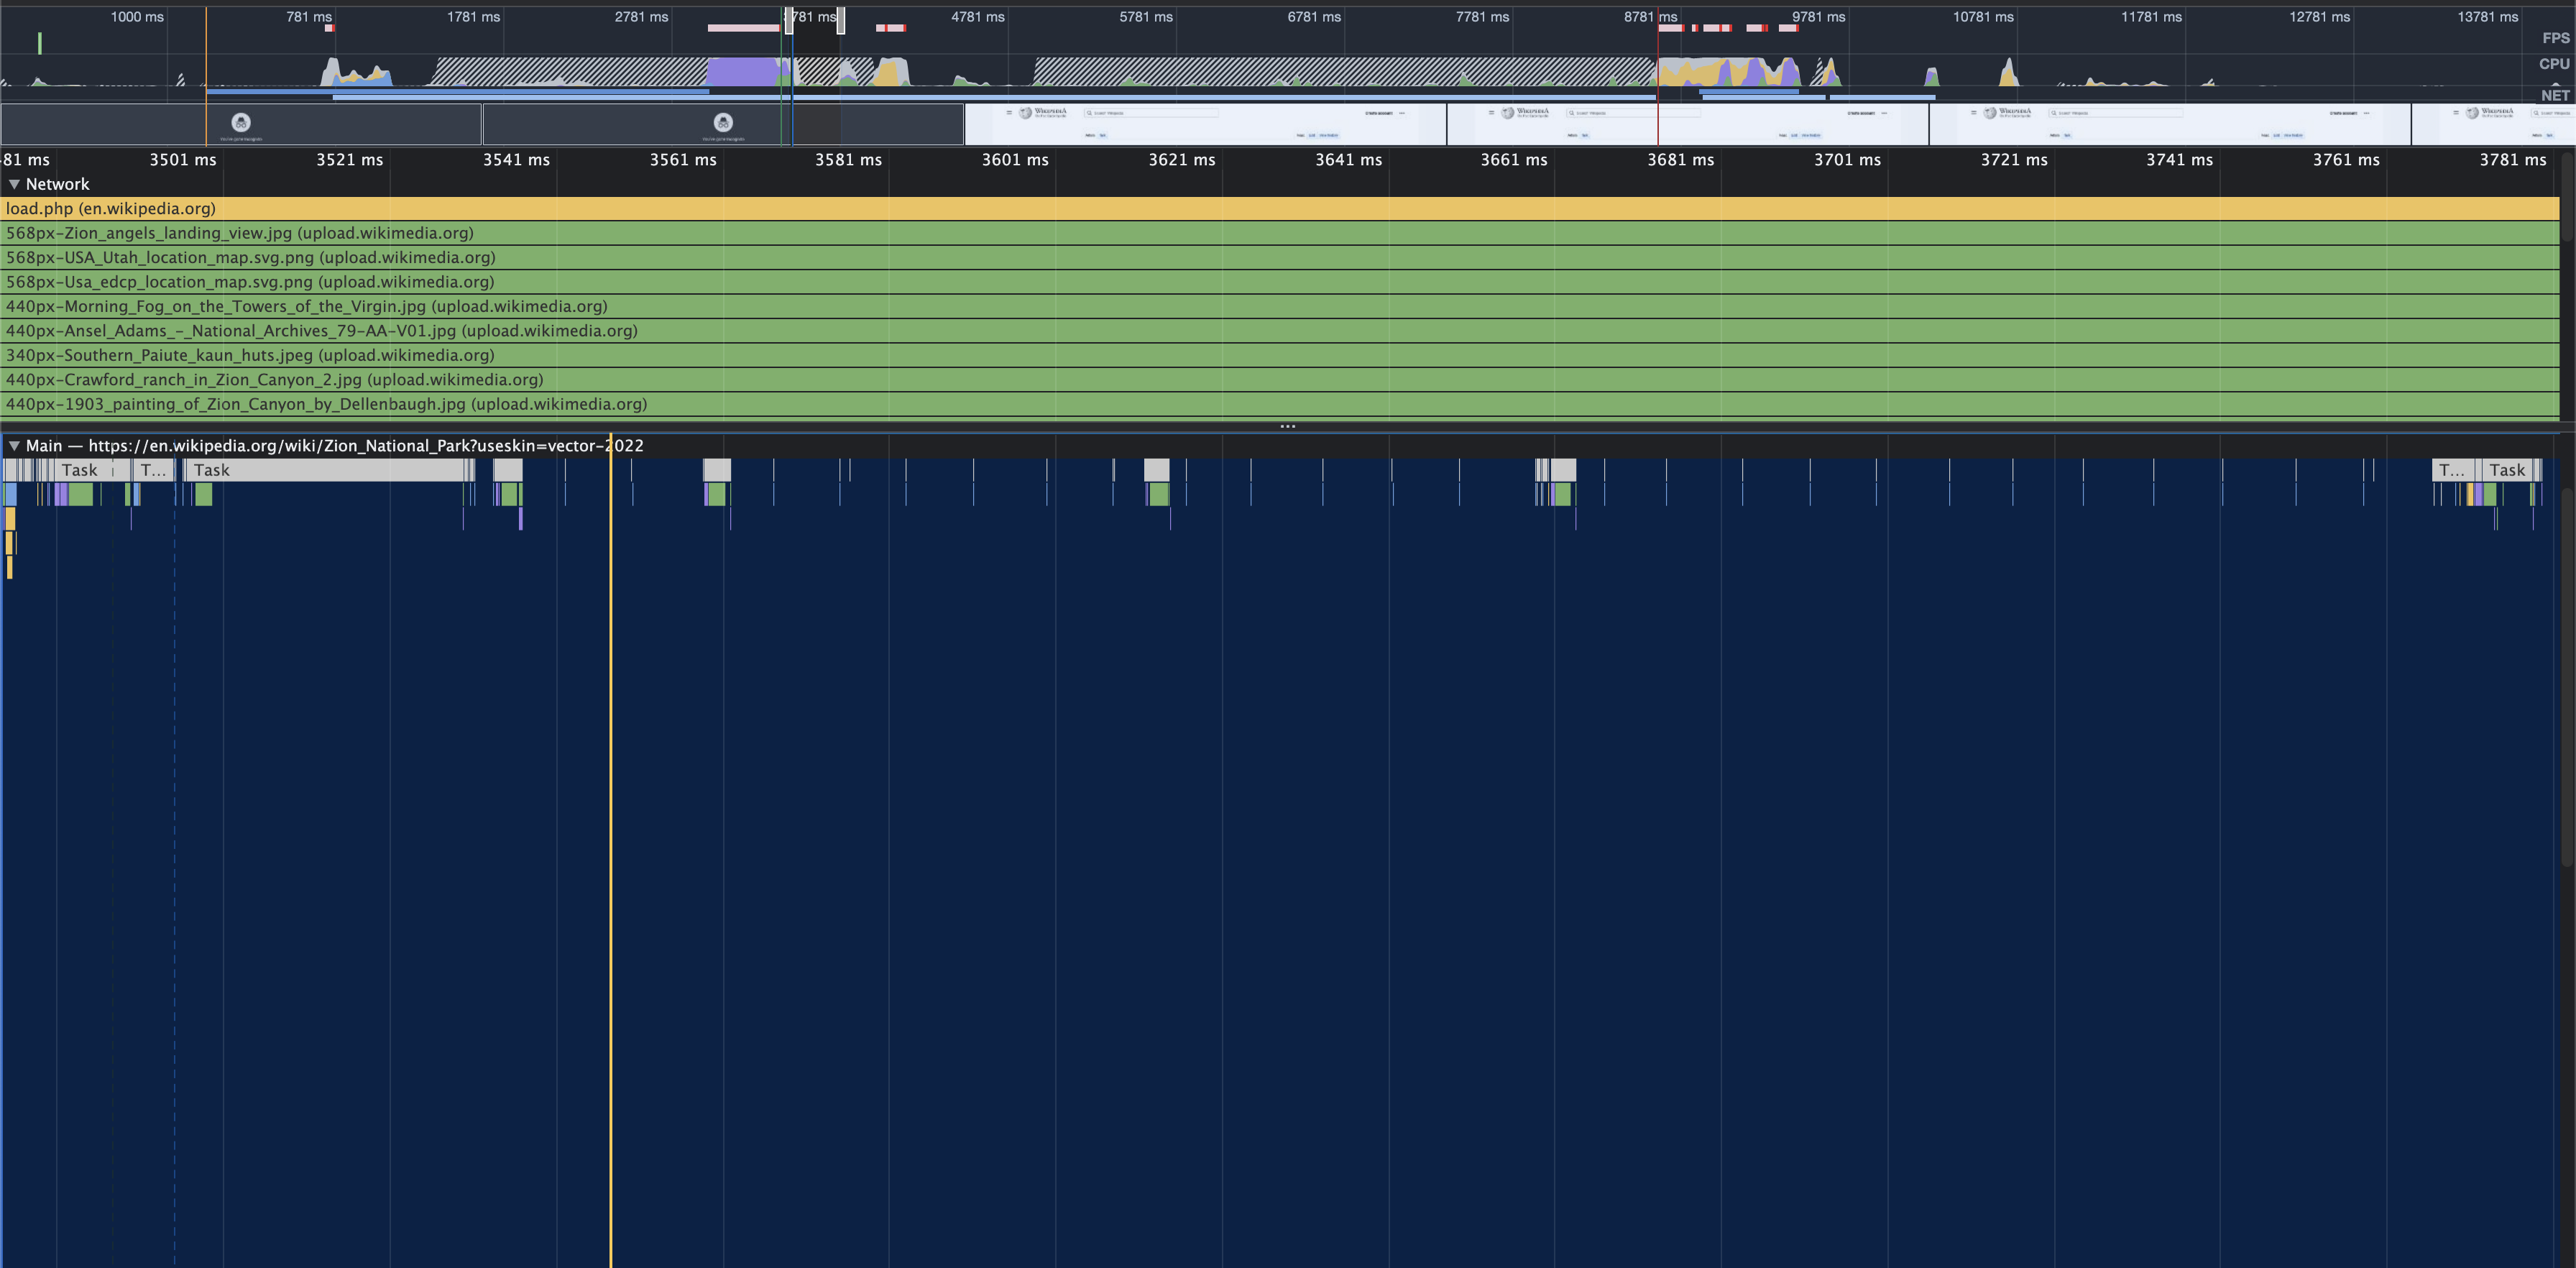 1000 ms 781 ms 1781 ms 2781 ms 3781 ms 4781 ms 5781 ms 6781 ms 7781 ms 8781 ms 9781 ms 10781 ms 11781 ms 12781 ms 13781 ms
FPS
CPU
NET
81 ms 3501 ms 3521 ms 3541 ms 3561 ms 3581 ms 3601 ms 3621 ms 3641 ms 3661 ms 3681 ms 3701 ms 3721 ms 3741 ms 3761 ms 3781 ms
Network
load.php (en.wikipedia.org)
568px-Zion_angels_landing_view.jpg (upload.wikimedia.org)
568px-USA_Utah_location_map.svg.png (upload.wikimedia.org)
568px-Usa_edcp_location_map.svg.png (upload.wikimedia.org)
440px-Morning_Fog_on_the_Towers_of_the_Virgin.jpg (upload.wikimedia.org)
440px-Ansel_Adams_-_National_Archives_79-AA-V01.jpg (upload.wikimedia.org)
340px-Southern_Paiute_kaun_huts.jpeg (upload.wikimedia.org)
440px-Crawford_ranch_in_Zion_Canyon_2.jpg (upload.wikimedia.org)
440px-1903_painting_of_Zion_Canyon_by_Dellenbaugh.jpg (upload.wikimedia.org)
Main — https://en.wikipedia.org/wiki/Zion_National_Park?useskin=vector-2022
Task T... Task T... Task